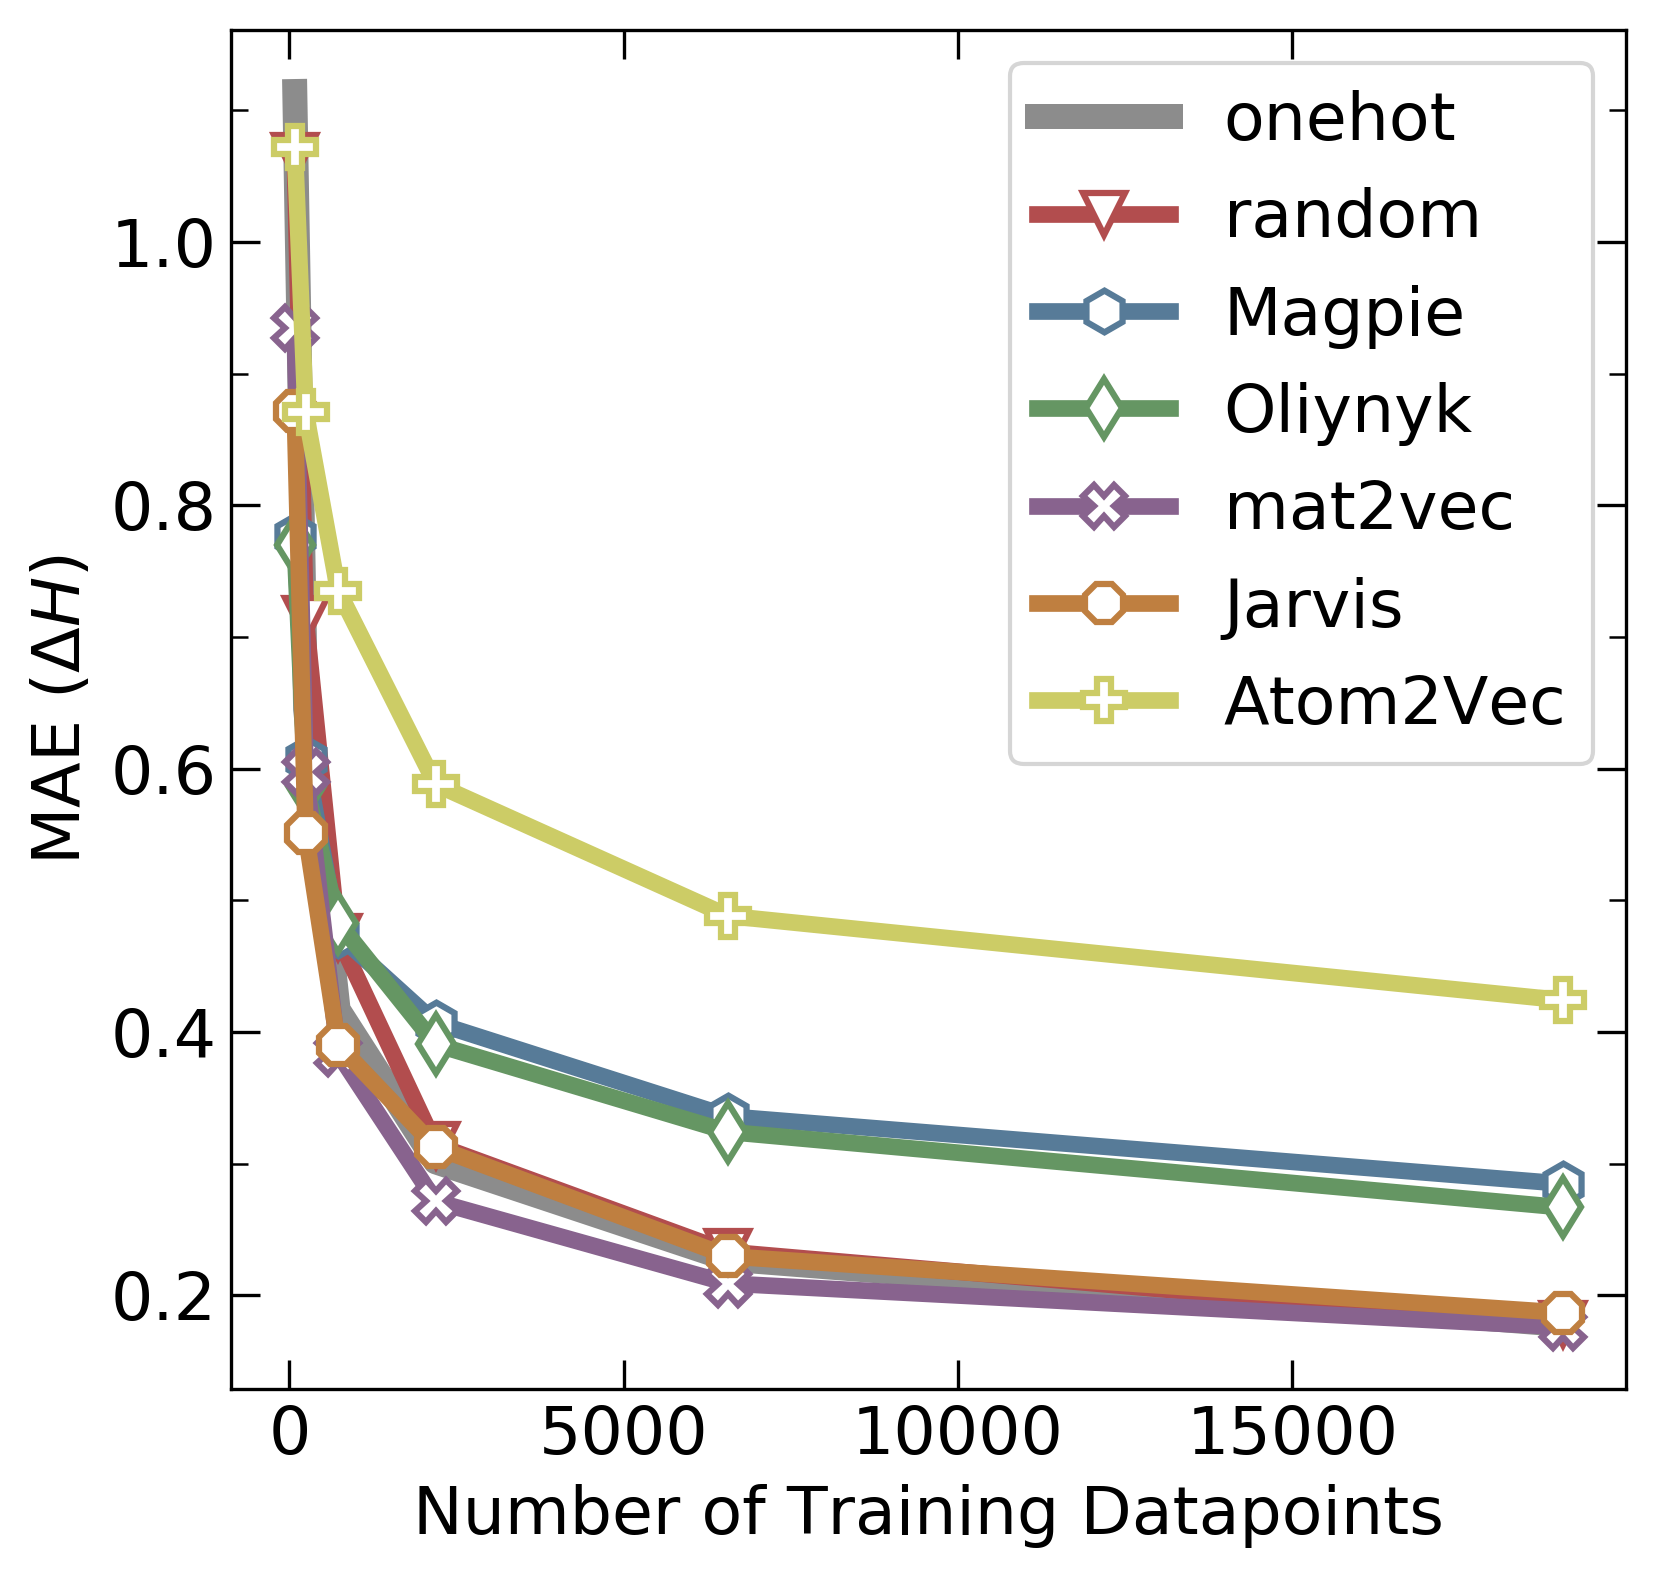 onehot
random
Magpie
Oliynyk
mat2vec
Jarvis
Atom2Vec
1.0
0.8
0.6
0.4
0.2
MAE (ΔH)
0 5000 10000 15000
Number of Training Datapoints